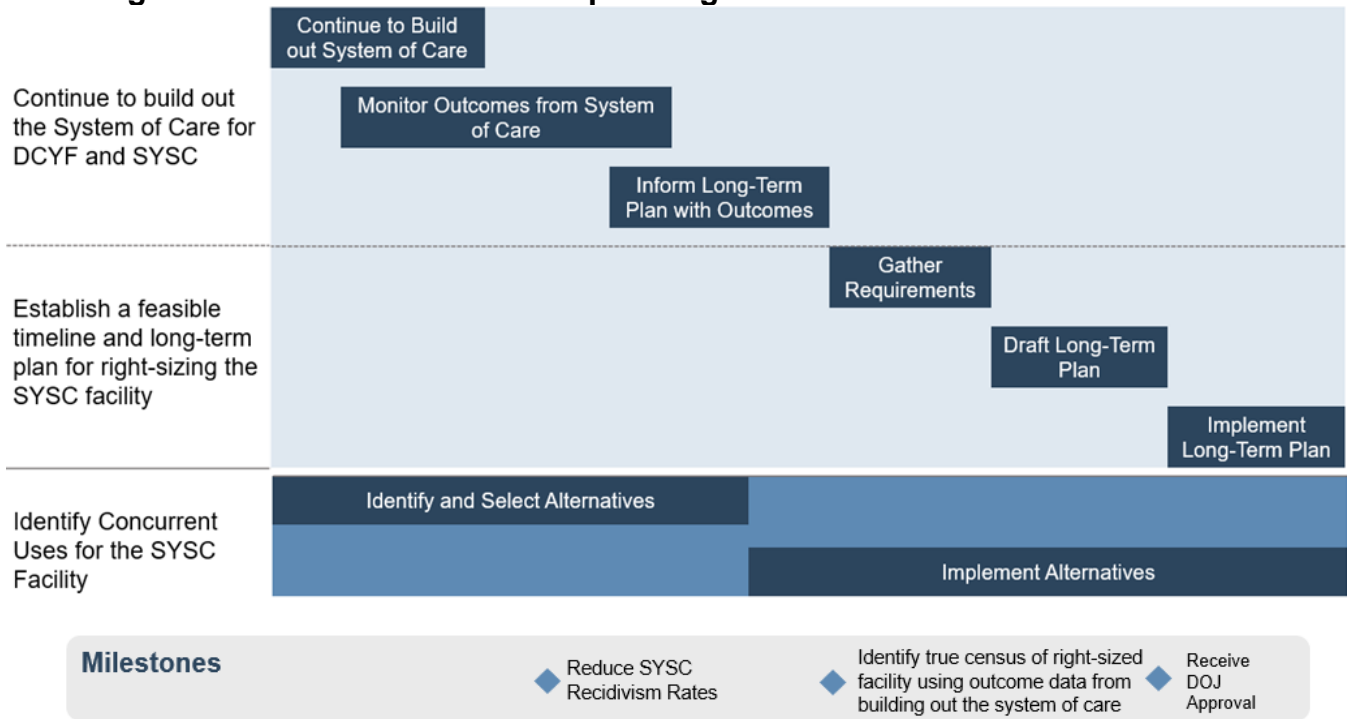 Continue to build out
the System of Care for
DCYF and SYSC
Continue to Build
out System of Care
Monitor Outcomes from System
of Care
Inform Long-Term
Plan with Outcomes
Establish a feasible
timeline and long-term
plan for right-sizing the
SYSC facility
Gather
Requirements
Draft Long-Term
Plan
Implement
Long-Term Plan
Identify Concurrent
Uses for the SYSC
Facility
Identify and Select Alternatives
Implement Alternatives
Milestones
Reduce SYSC
Recidivism Rates
Identify true census of right-sized
facility using outcome data from
building out the system of care
Receive
DOJ
Approval